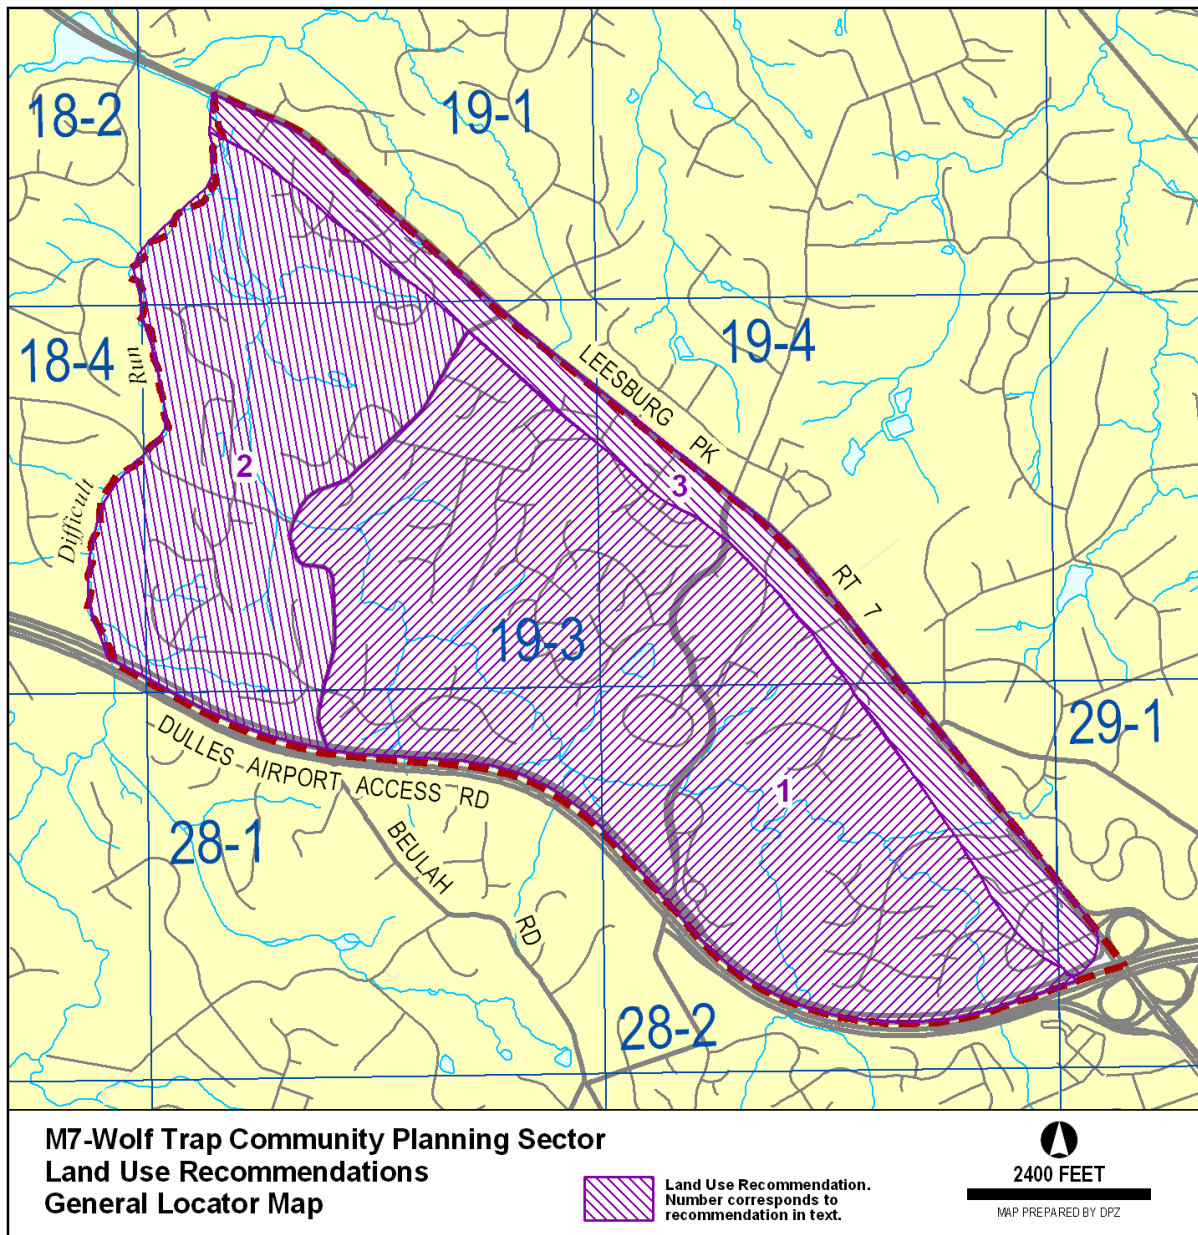 18-2
19-1
18-4
Run
LEESBURG PK
19-4
2
3
Difficult
RT 7
19-3
29-1
DULLES AIRPORT ACCESS RD
1
28-1
BEULAH RD
28-2
M7-Wolf Trap Community Planning Sector
Land Use Recommendations
General Locator Map
Land Use Recommendation.
Number corresponds to
recommendation in text.
2400 FEET
MAP PREPARED BY DPZ